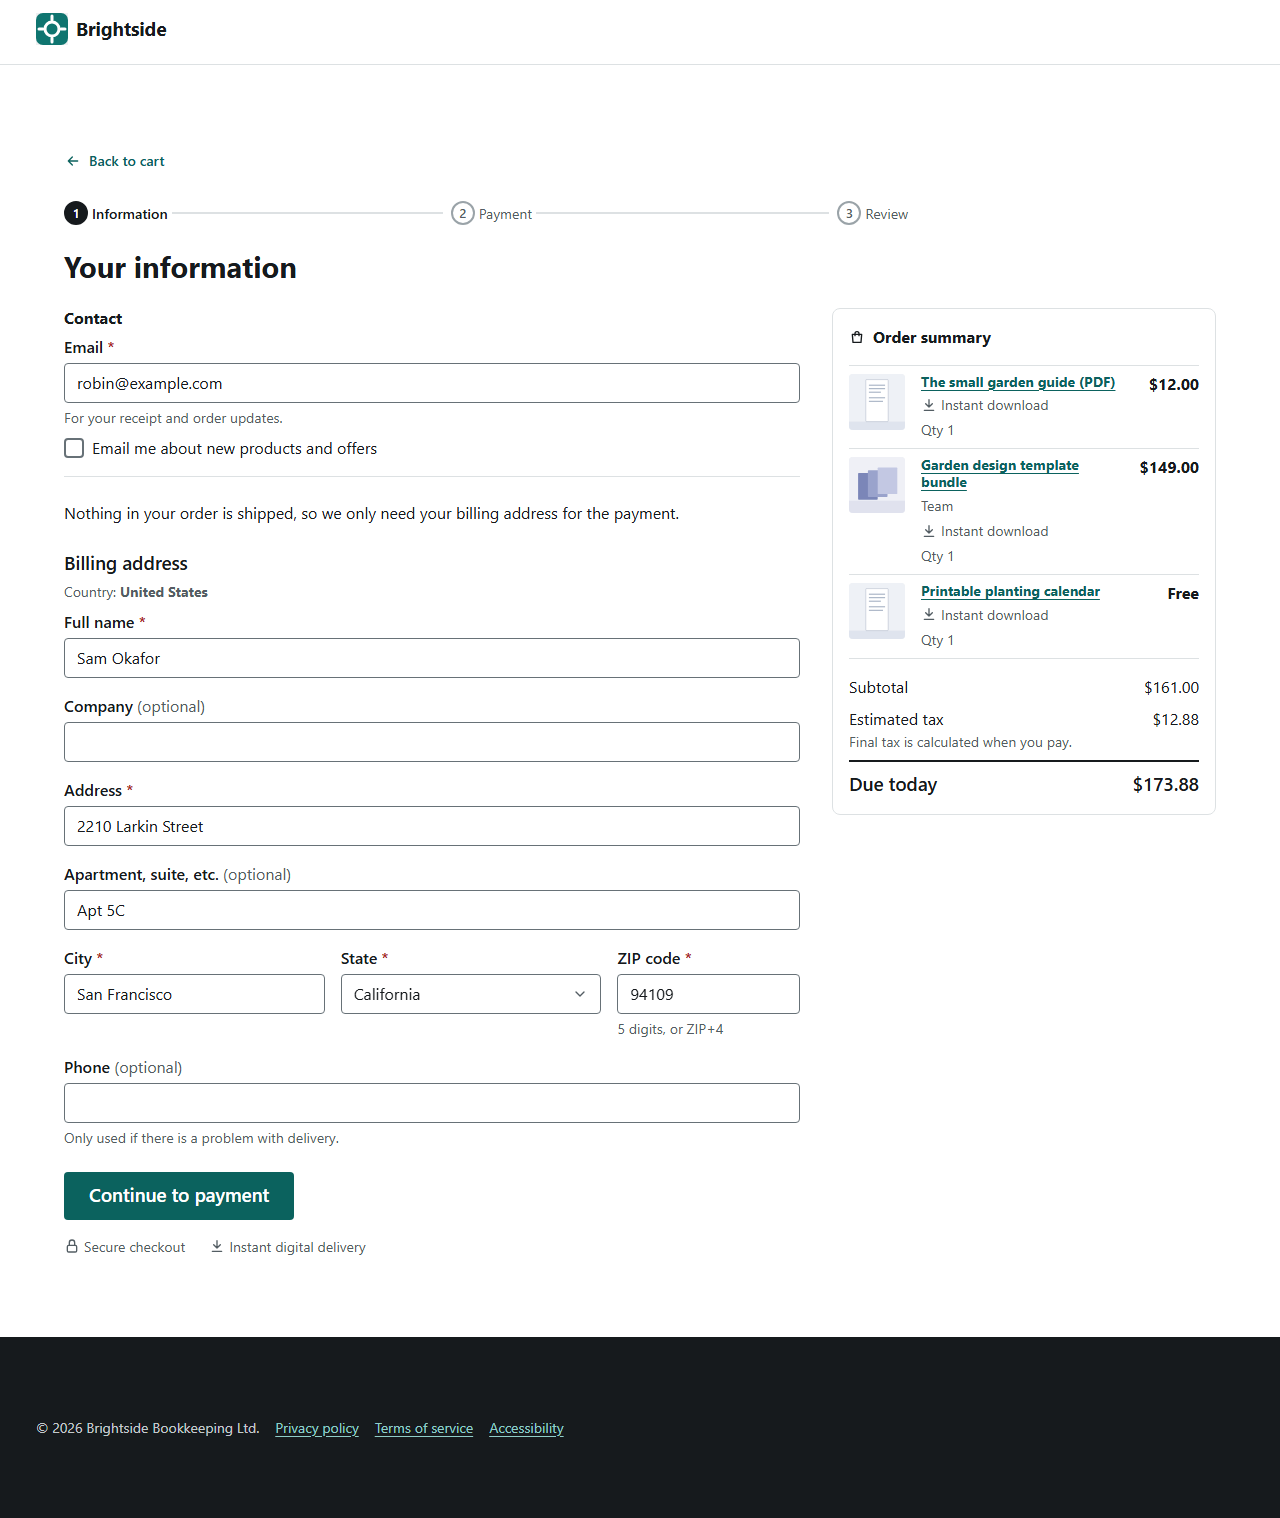 Brightside
Back to cart
1 Information
2 Payment
3 Review
Your information
Contact
Email *
robin@example.com
For your receipt and order updates.
Email me about new products and offers
Nothing in your order is shipped, so we only need your billing address for the payment.
Billing address
Country: United States
Full name *
Sam Okafor
Company (optional)
Address *
2210 Larkin Street
Apartment, suite, etc. (optional)
Apt 5C
City *
San Francisco
State *
California
ZIP code *
94109
5 digits, or ZIP+4
Phone (optional)
Only used if there is a problem with delivery.
Continue to payment
Secure checkout
Instant digital delivery
Order summary
The small garden guide (PDF) $12.00
Instant download
Qty 1
Garden design template $149.00
bundle
Team
Instant download
Qty 1
Printable planting calendar Free
Instant download
Qty 1
Subtotal $161.00
Estimated tax $12.88
Final tax is calculated when you pay.
Due today $173.88
© 2026 Brightside Bookkeeping Ltd. Privacy policy Terms of service Accessibility